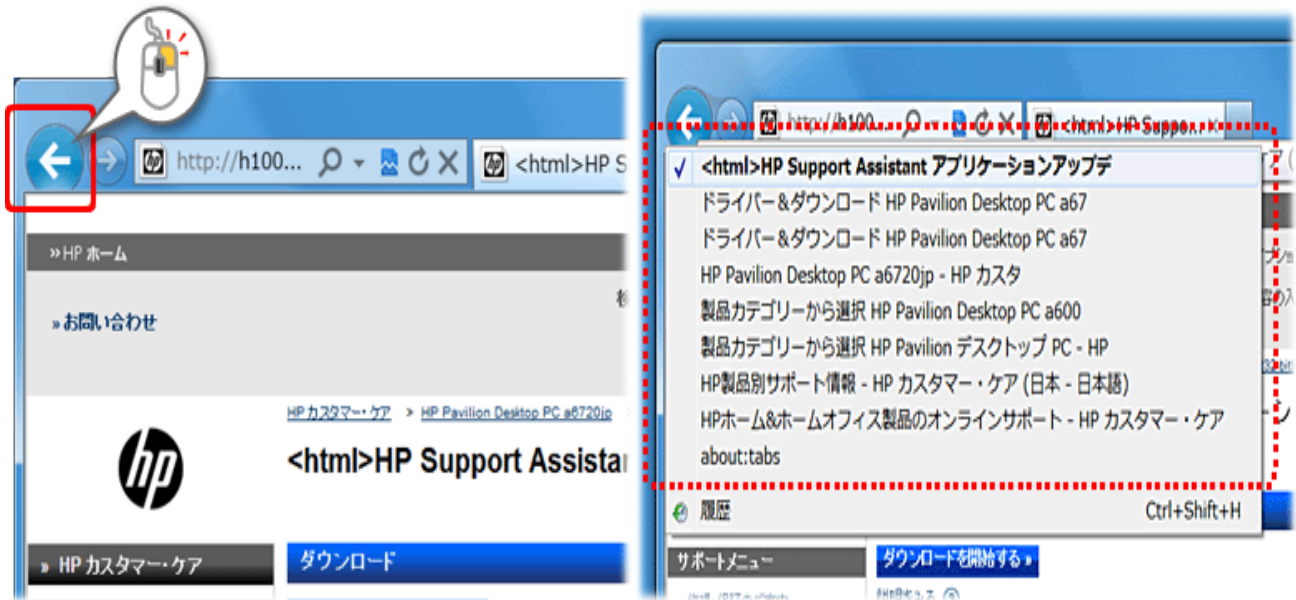 http://h100...
<html>HP S
»HP ホーム
»お問い合わせ
HP カスタマー・ケア > HP Pavilion Desktop PC a6720jp
hp
<html>HP Support Assista
» HP カスタマー・ケア
ダウンロード
http://h100...
<html>HP Suppo...
<html>HP Support Assistant アプリケーションアップデ
ドライバー&ダウンロード HP Pavilion Desktop PC a67
ドライバー&ダウンロード HP Pavilion Desktop PC a67
HP Pavilion Desktop PC a6720jp - HP カスタ
製品カテゴリーから選択 HP Pavilion Desktop PC a600
製品カテゴリーから選択 HP Pavilion デスクトップ PC - HP
HP製品別サポート情報 - HP カスタマー・ケア (日本 - 日本語)
HPホーム&ホームオフィス製品のオンラインサポート - HP カスタマー・ケア
about:tabs
履歴 Ctrl+Shift+H
サポートメニュー
ダウンロードを開始する »